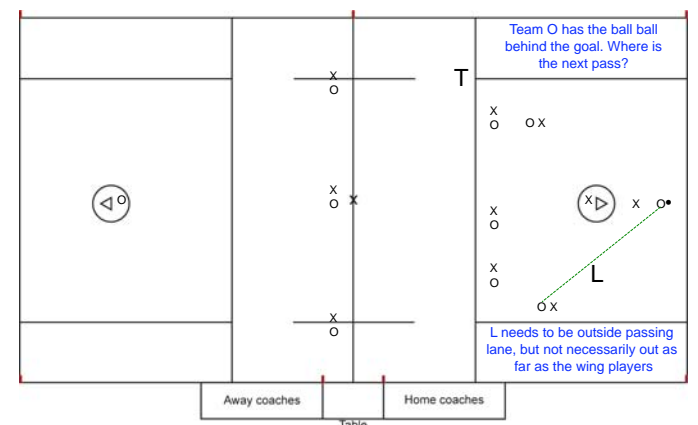 Team O has the ball ball
behind the goal. Where is
the next pass?
X
T
O
X
O
O X
X
O
X
O
X
X
X
O
X
O
X
O
L
O X
X
O
L needs to be outside passing
lane, but not necessarily out as
far as the wing players
Away coaches
Home coaches
Table